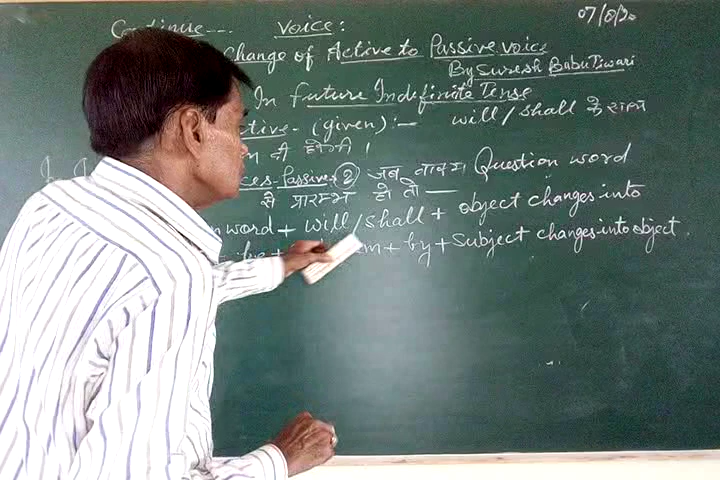 Continue---- Voice: 07/8/20
Change of Active to Passive voice
By Suresh Babu Tiwari
In future Indefinite Tense
tive - (given) :- will/shall के साथ
न दी होगी।
ces-Passive (2) जब वाक्य Question word
से प्रारम्भ हो तो —
n word + will/shall + object changes into
be + m + by + Subject changes into object.